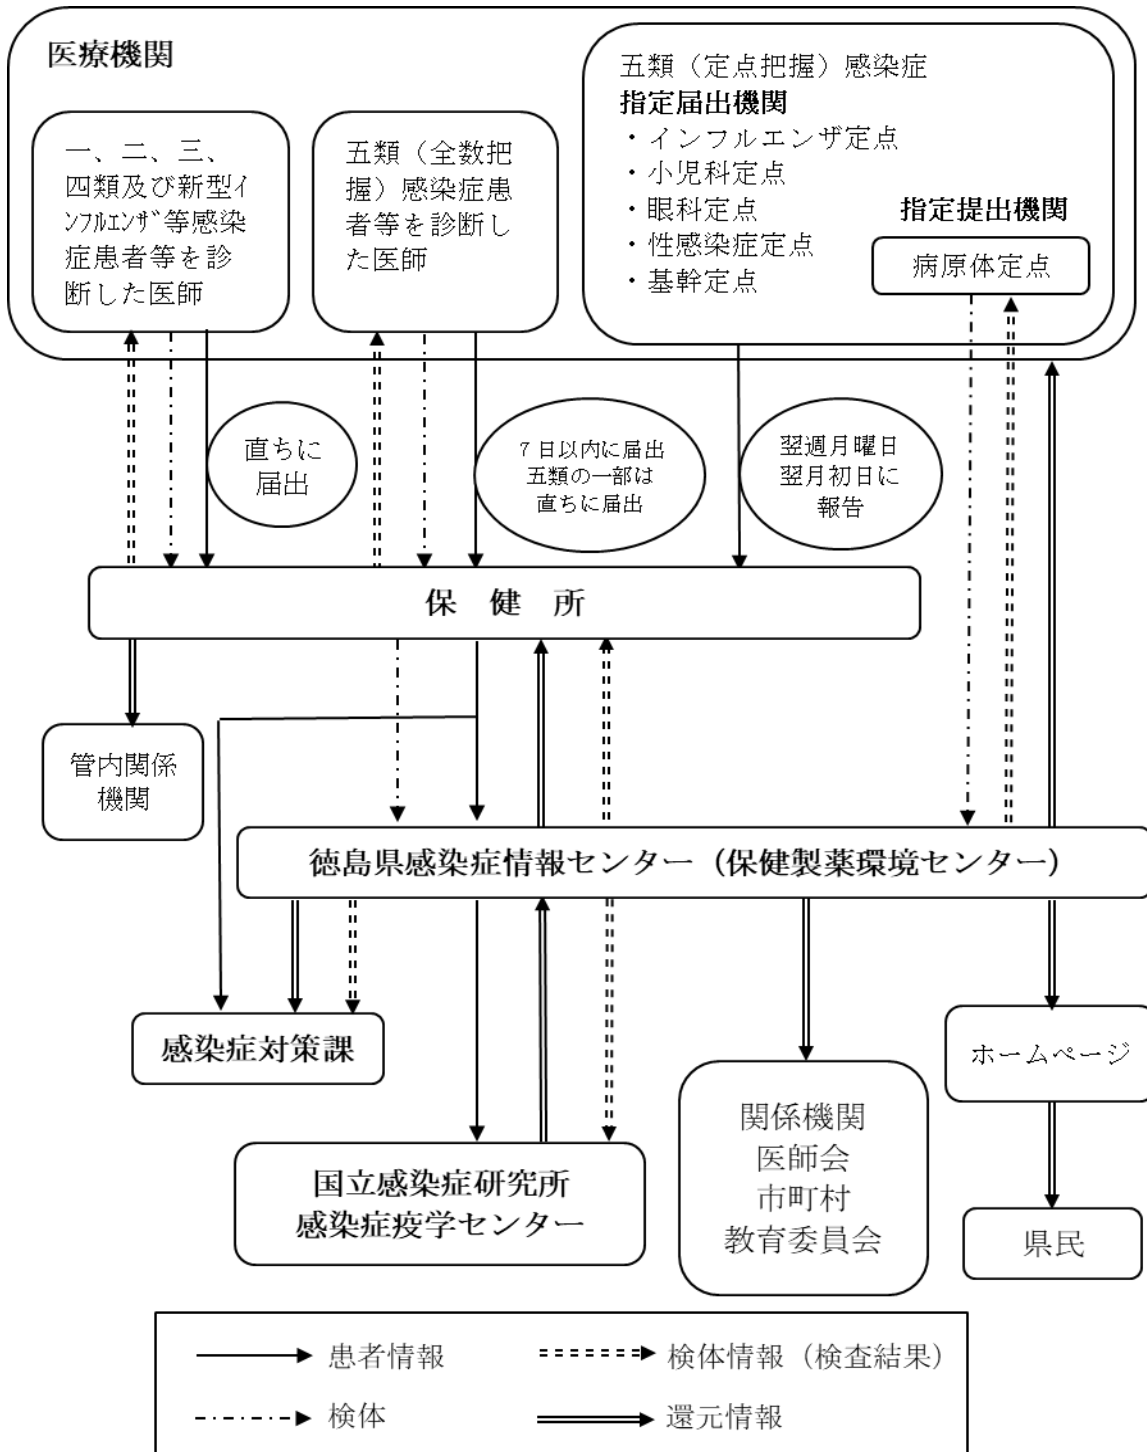 医療機関
一、二、三、
四類及び新型イ
ンフルエンザ等感染
症患者等を診
断した医師
五類（全数把
握）感染症患
者等を診断し
た医師
五類（定点把握）感染症
指定届出機関
・インフルエンザ定点
・小児科定点
・眼科定点
・性感染症定点
・基幹定点
指定提出機関
病原体定点
直ちに
届出
７日以内に届出
五類の一部は
直ちに届出
翌週月曜日
翌月初日に
報告
保　健　所
管内関係
機関
徳島県感染症情報センター（保健製薬環境センター）
感染症対策課
国立感染症研究所
感染症疫学センター
関係機関
医師会
市町村
教育委員会
ホームページ
県民
患者情報
検体情報（検査結果）
検体
還元情報